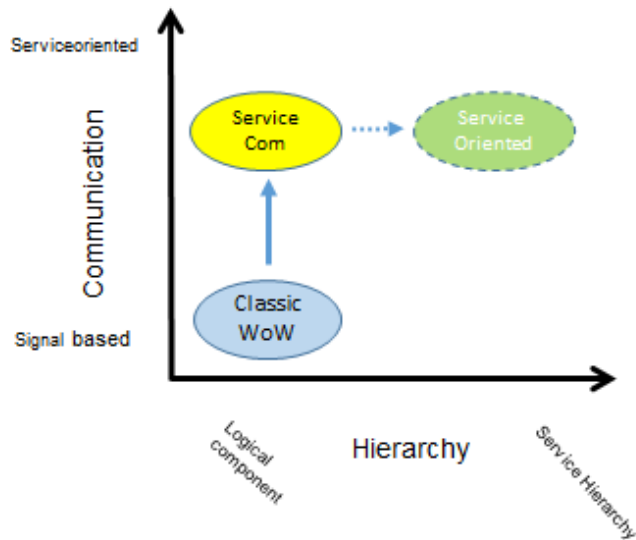 Serviceoriented
Communication
Signal based
Service
Com
Service
Oriented
Classic
WoW
Logical
component
Hierarchy
Service Hierarchy